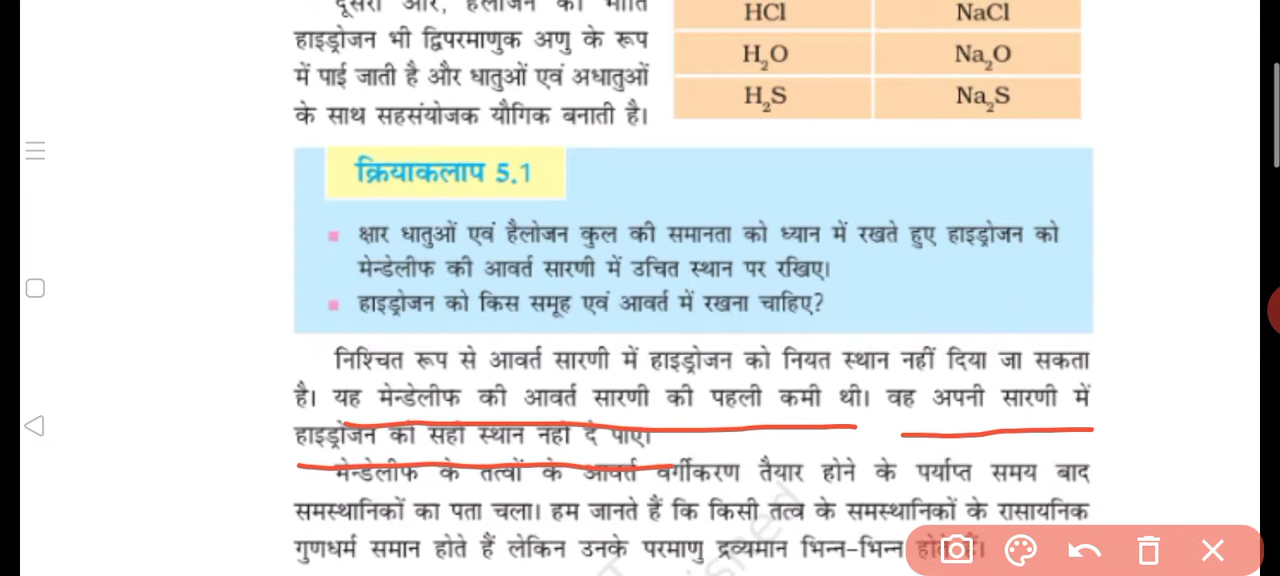 दूसरी ओर, हैलोजन की भाँति
हाइड्रोजन भी द्विपरमाणुक अणु के रूप
में पाई जाती है और धातुओं एवं अधातुओं
के साथ सहसंयोजक यौगिक बनाती है।
HCl NaCl
H₂O Na₂O
H₂S Na₂S
क्रियाकलाप 5.1
क्षार धातुओं एवं हैलोजन कुल की समानता को ध्यान में रखते हुए हाइड्रोजन को
मेन्डेलीफ की आवर्त सारणी में उचित स्थान पर रखिए।
हाइड्रोजन को किस समूह एवं आवर्त में रखना चाहिए?
निश्चित रूप से आवर्त सारणी में हाइड्रोजन को नियत स्थान नहीं दिया जा सकता
है। यह मेन्डेलीफ की आवर्त सारणी की पहली कमी थी। वह अपनी सारणी में
हाइड्रोजन को सही स्थान नहीं दे पाए।
मेन्डेलीफ के तत्वों के आवर्त वर्गीकरण तैयार होने के पर्याप्त समय बाद
समस्थानिकों का पता चला। हम जानते हैं कि किसी तत्व के समस्थानिकों के रासायनिक
गुणधर्म समान होते हैं लेकिन उनके परमाणु द्रव्यमान भिन्न-भिन्न होते हैं।